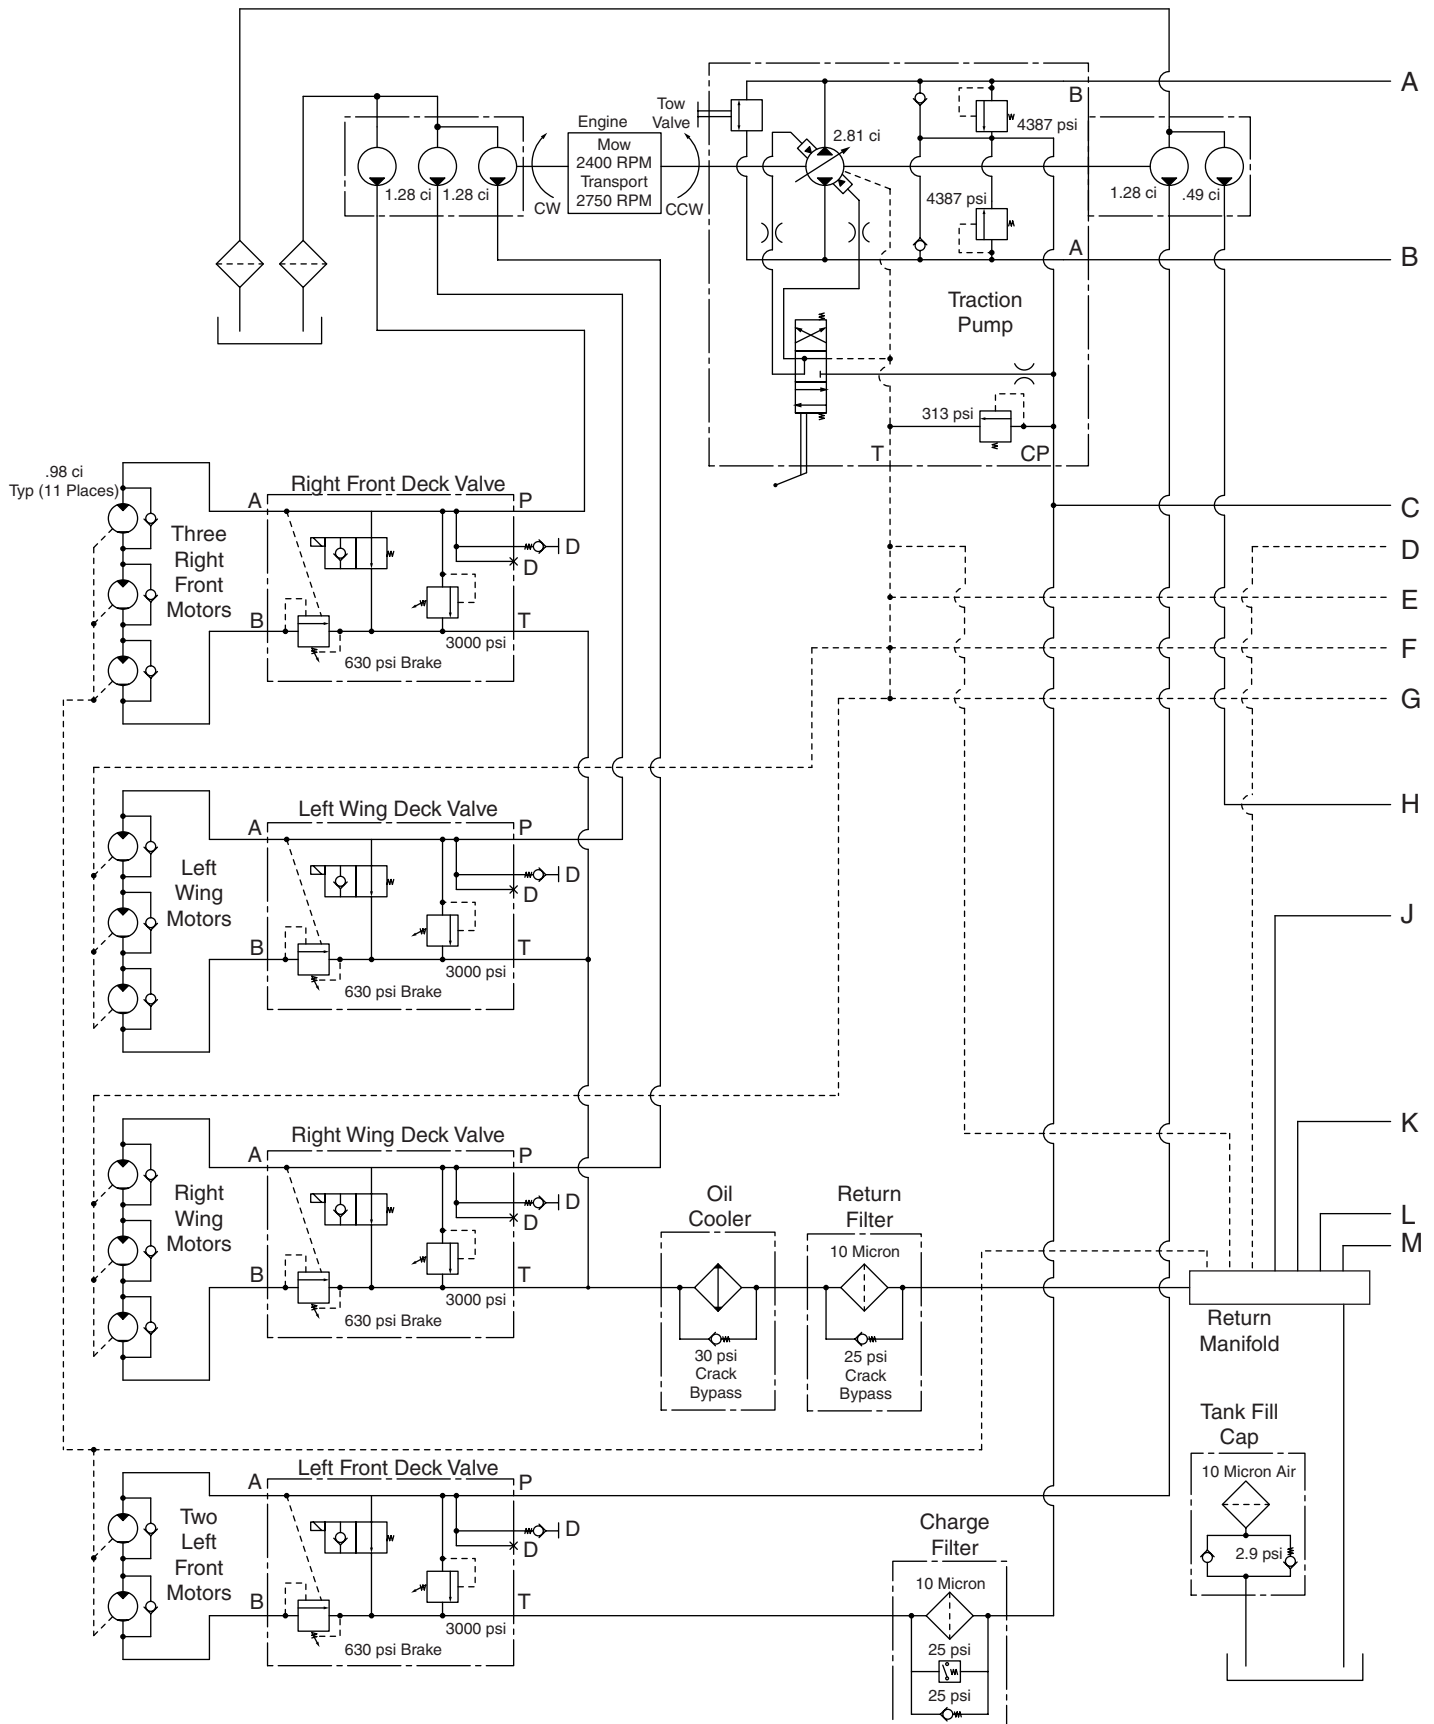 A
B
Tow
Valve
Engine
Mow
2400 RPM
Transport
2750 RPM
CW
CCW
1.28 ci
1.28 ci
2.81 ci
4387 psi
4387 psi
B
A
1.28 ci
.49 ci
Traction
Pump
313 psi
T
CP
C
D
E
F
G
H
J
K
L
M
.98 ci
Typ (11 Places)
Three
Right
Front
Motors
Right Front Deck Valve
A
P
D
D
B
T
3000 psi
630 psi Brake
Left
Wing
Motors
Left Wing Deck Valve
A
P
D
D
B
T
3000 psi
630 psi Brake
Right
Wing
Motors
Right Wing Deck Valve
A
P
D
D
B
T
3000 psi
630 psi Brake
Oil
Cooler
30 psi
Crack
Bypass
Return
Filter
10 Micron
25 psi
Crack
Bypass
Return
Manifold
Tank Fill
Cap
10 Micron Air
2.9 psi
Two
Left
Front
Motors
Left Front Deck Valve
A
P
D
D
B
T
3000 psi
630 psi Brake
Charge
Filter
10 Micron
25 psi
25 psi